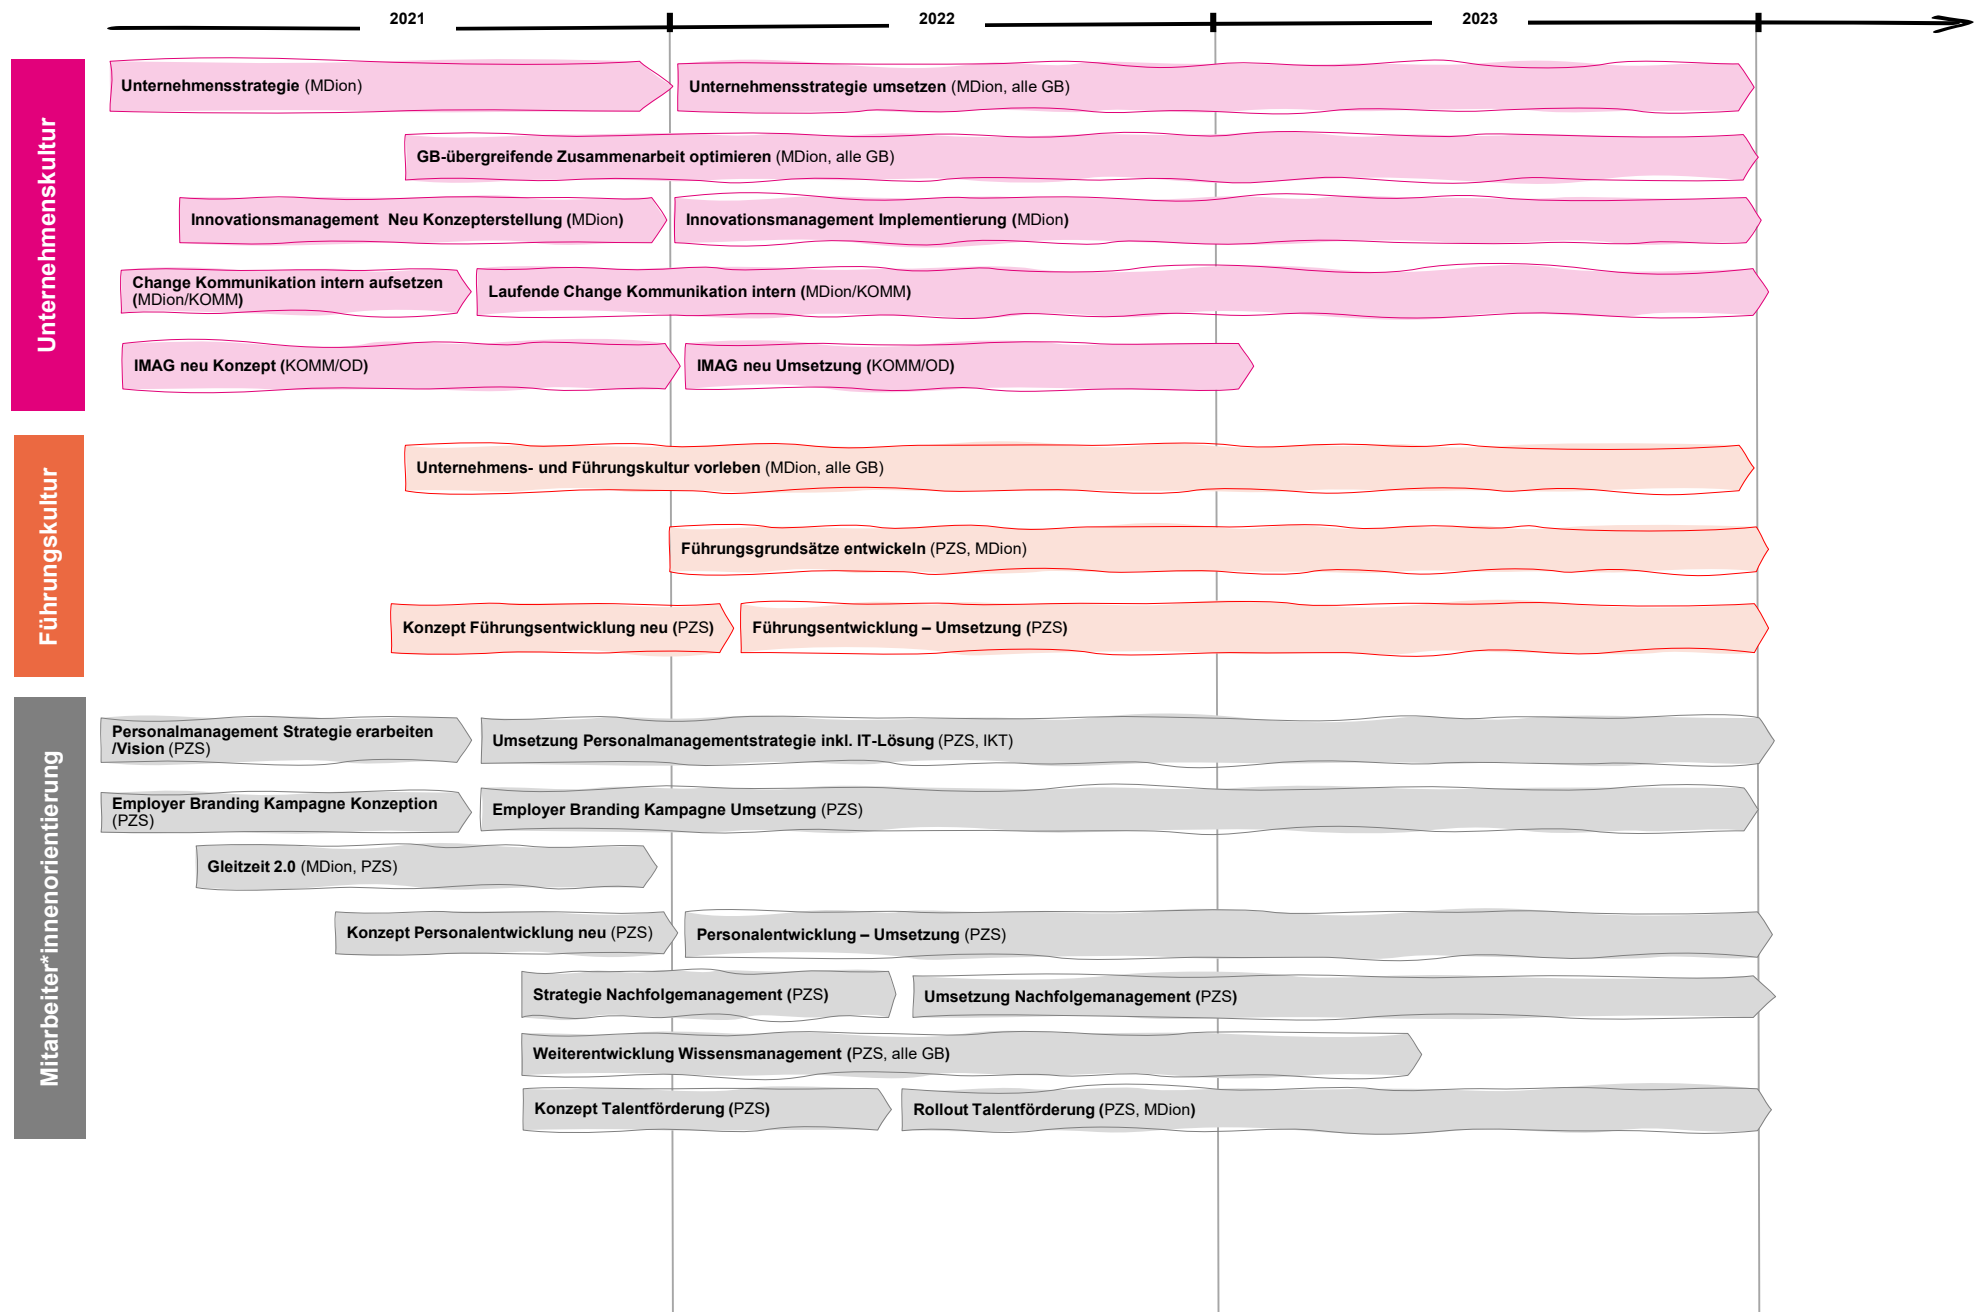 2021
2022
2023
Unternehmenskultur
Unternehmensstrategie (MDion)
Unternehmensstrategie umsetzen (MDion, alle GB)
GB-übergreifende Zusammenarbeit optimieren (MDion, alle GB)
Innovationsmanagement  Neu Konzepterstellung (MDion)
Innovationsmanagement Implementierung (MDion)
Change Kommunikation intern aufsetzen
(MDion/KOMM)
Laufende Change Kommunikation intern (MDion/KOMM)
IMAG neu Konzept (KOMM/OD)
IMAG neu Umsetzung (KOMM/OD)
Führungskultur
Unternehmens- und Führungskultur vorleben (MDion, alle GB)
Führungsgrundsätze entwickeln (PZS, MDion)
Konzept Führungsentwicklung neu (PZS)
Führungsentwicklung – Umsetzung (PZS)
Mitarbeiter*innenorientierung
Personalmanagement Strategie erarbeiten
/Vision (PZS)
Umsetzung Personalmanagementstrategie inkl. IT-Lösung (PZS, IKT)
Employer Branding Kampagne Konzeption
(PZS)
Employer Branding Kampagne Umsetzung (PZS)
Gleitzeit 2.0 (MDion, PZS)
Konzept Personalentwicklung neu (PZS)
Personalentwicklung – Umsetzung (PZS)
Strategie Nachfolgemanagement (PZS)
Umsetzung Nachfolgemanagement (PZS)
Weiterentwicklung Wissensmanagement (PZS, alle GB)
Konzept Talentförderung (PZS)
Rollout Talentförderung (PZS, MDion)